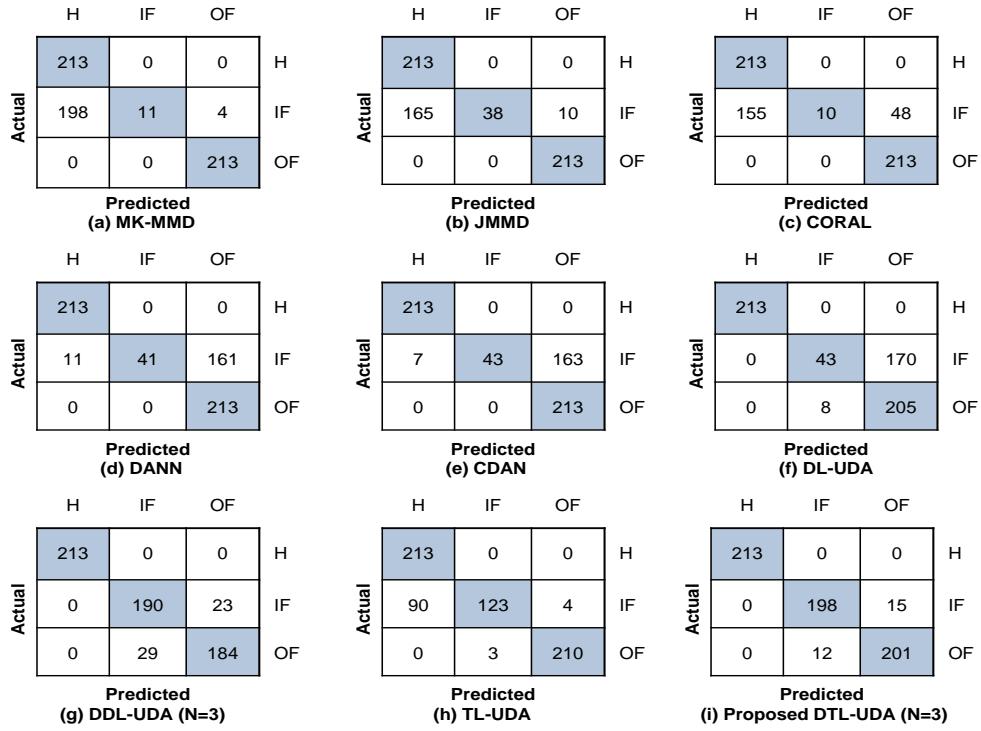 H IF OF H IF OF H IF OF
213 0 0 H 213 0 0 H 213 0 0 H
Actual 198 11 4 IF Actual 165 38 10 IF Actual 155 10 48 IF
0 0 213 OF 0 0 213 OF 0 0 213 OF
Predicted Predicted Predicted
(a) MK-MMD (b) JMMD (c) CORAL
H IF OF H IF OF H IF OF
213 0 0 H 213 0 0 H 213 0 0 H
Actual 11 41 161 IF Actual 7 43 163 IF Actual 0 43 170 IF
0 0 213 OF 0 0 213 OF 0 8 205 OF
Predicted Predicted Predicted
(d) DANN (e) CDAN (f) DL-UDA
H IF OF H IF OF H IF OF
213 0 0 H 213 0 0 H 213 0 0 H
Actual 0 190 23 IF Actual 90 123 4 IF Actual 0 198 15 IF
0 29 184 OF 0 3 210 OF 0 12 201 OF
Predicted Predicted Predicted
(g) DDL-UDA (N=3) (h) TL-UDA (i) Proposed DTL-UDA (N=3)